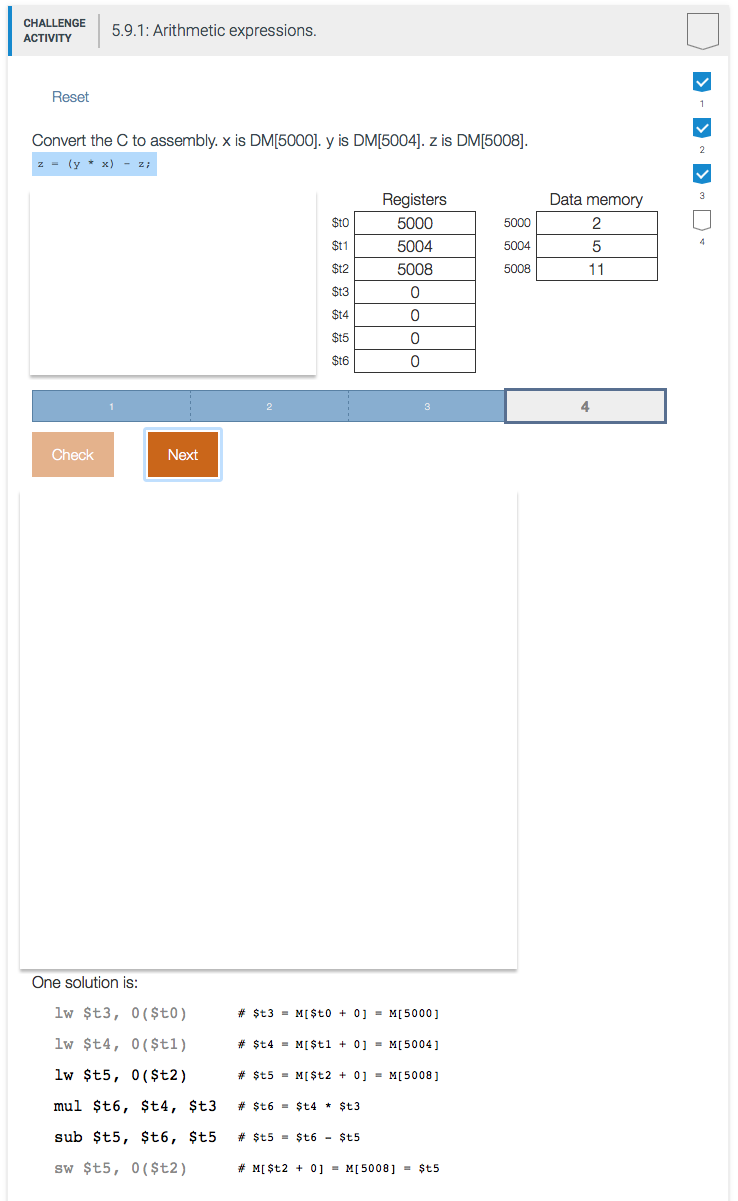 CHALLENGE
ACTIVITY
5.9.1: Arithmetic expressions.
Reset
1
2
3
4
Convert the C to assembly. x is DM[5000]. y is DM[5004]. z is DM[5008].
z = (y * x) - z;
Registers Data memory
$t0 5000 5000 2
$t1 5004 5004 5
$t2 5008 5008 11
$t3 0
$t4 0
$t5 0
$t6 0
1 2 3 4
Check Next
One solution is:
lw $t3, 0($t0) # $t3 = M[$t0 + 0] = M[5000]
lw $t4, 0($t1) # $t4 = M[$t1 + 0] = M[5004]
lw $t5, 0($t2) # $t5 = M[$t2 + 0] = M[5008]
mul $t6, $t4, $t3 # $t6 = $t4 * $t3
sub $t5, $t6, $t5 # $t5 = $t6 - $t5
sw $t5, 0($t2) # M[$t2 + 0] = M[5008] = $t5